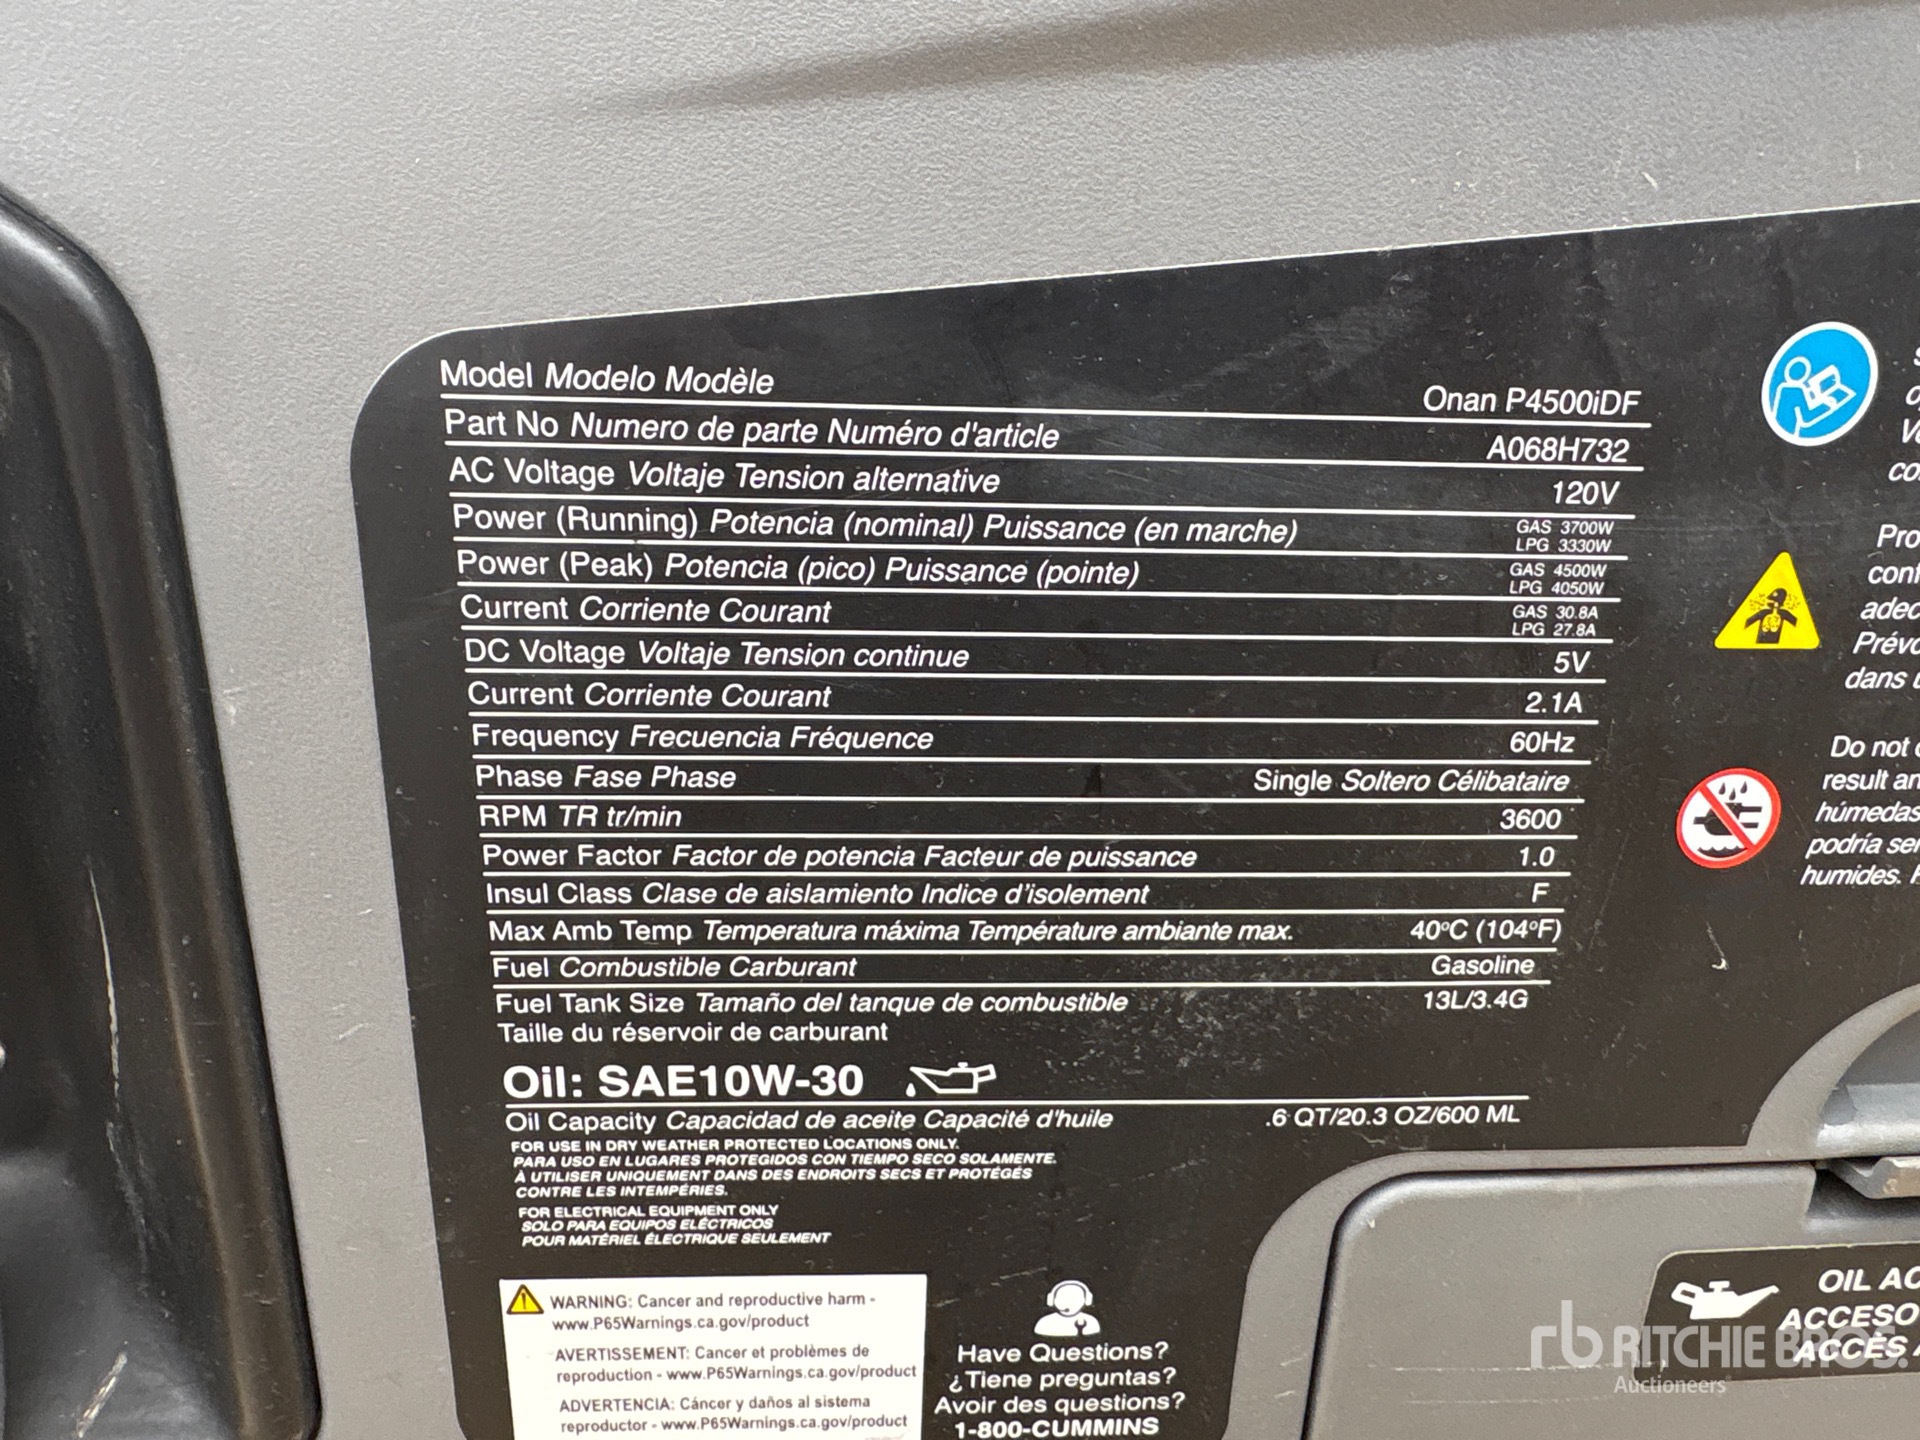 Model Modelo Modèle Onan P4500iDF
Part No Numero de parte Numéro d'article A068H732
AC Voltage Voltaje Tension alternative 120V
Power (Running) Potencia (nominal) Puissance (en marche) GAS 3700W
LPG 3330W
Power (Peak) Potencia (pico) Puissance (pointe) GAS 4500W
LPG 4050W
Current Corriente Courant GAS 30.8A
LPG 27.8A
DC Voltage Voltaje Tension continue 5V
Current Corriente Courant 2.1A
Frequency Frecuencia Fréquence 60Hz
Phase Fase Phase Single Soltero Célibataire
RPM TR tr/min 3600
Power Factor Factor de potencia Facteur de puissance 1.0
Insul Class Clase de aislamiento Indice d'isolement F
Max Amb Temp Temperatura máxima Température ambiante max. 40ºC (104ºF)
Fuel Combustible Carburant Gasoline
Fuel Tank Size Tamaño del tanque de combustible 13L/3.4G
Taille du réservoir de carburant
Oil: SAE10W-30
Oil Capacity Capacidad de aceite Capacité d'huile .6 QT/20.3 OZ/600 ML
FOR USE IN DRY WEATHER PROTECTED LOCATIONS ONLY.
PARA USO EN LUGARES PROTEGIDOS CON TIEMPO SECO SOLAMENTE.
À UTILISER UNIQUEMENT DANS DES ENDROITS SECS ET PROTÉGÉS
CONTRE LES INTEMPÉRIES.
FOR ELECTRICAL EQUIPMENT ONLY
SOLO PARA EQUIPOS ELÉCTRICOS
POUR MATÉRIEL ÉLECTRIQUE SEULEMENT
WARNING: Cancer and reproductive harm -
www.P65Warnings.ca.gov/product
AVERTISSEMENT: Cancer et problèmes de
reproduction - www.P65Warnings.ca.gov/product
ADVERTENCIA: Cáncer y daños al sistema
reproductor - www.P65Warnings.ca.gov/product
Have Questions?
¿Tiene preguntas?
Avoir des questions?
1-800-CUMMINS
Prévo
dans
Do not
result an
húmedas
podría ser
humides.
OIL AC
ACCESO
ACCÈS
rb RITCHIE BROS.
Auctioneers